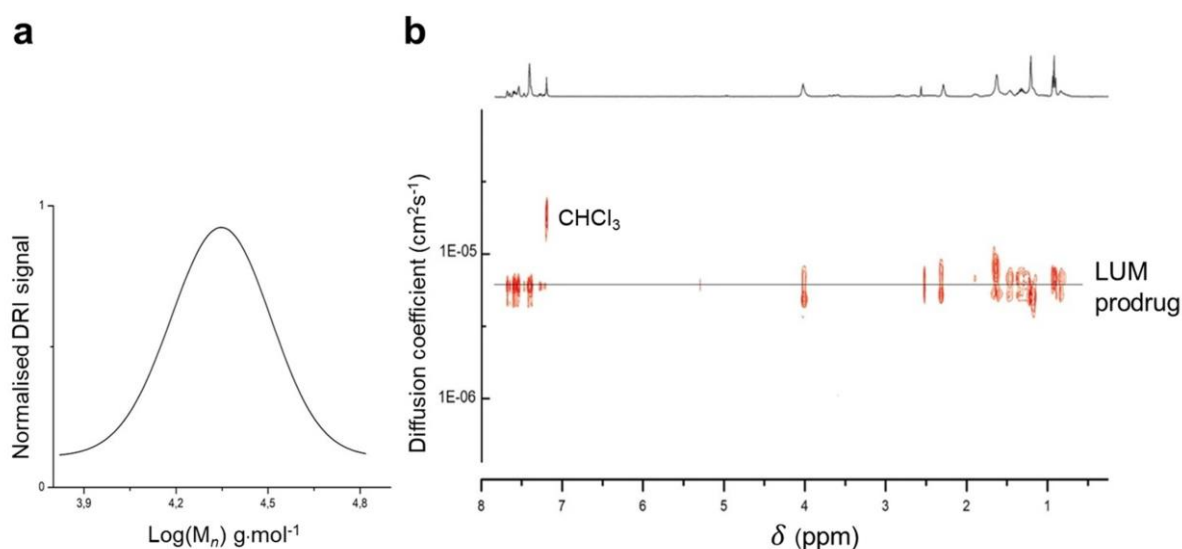 a
b
Normalised DRI signal
1
0
3,9 4,2 4,5 4,8
Log(Mₙ) g·mol⁻¹
Diffusion coefficient (cm²s⁻¹)
1E-05
1E-06
CHCl₃
LUM
prodrug
8 7 6 5 4 3 2 1
δ (ppm)